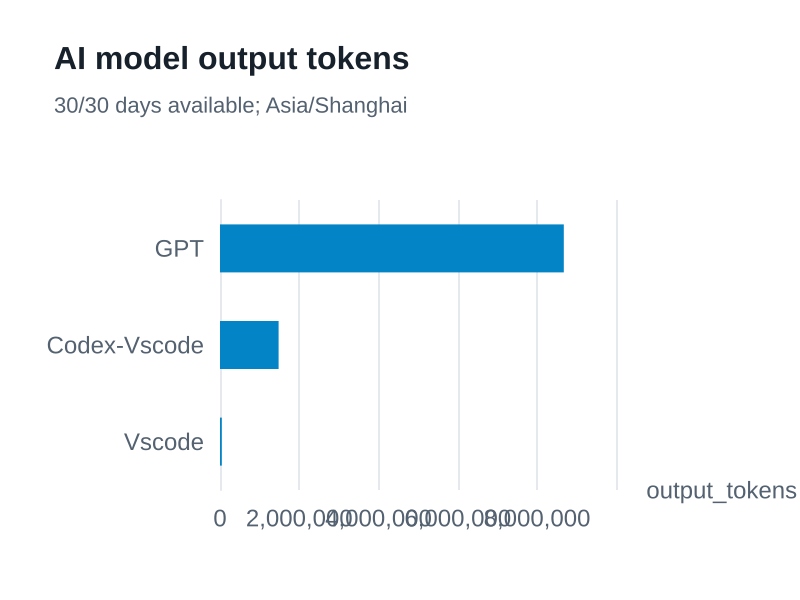 AI model output tokens
30/30 days available; Asia/Shanghai
GPT
Codex-Vscode
Vscode
output_tokens
0 2,000,000 4,000,000 6,000,000 8,000,000